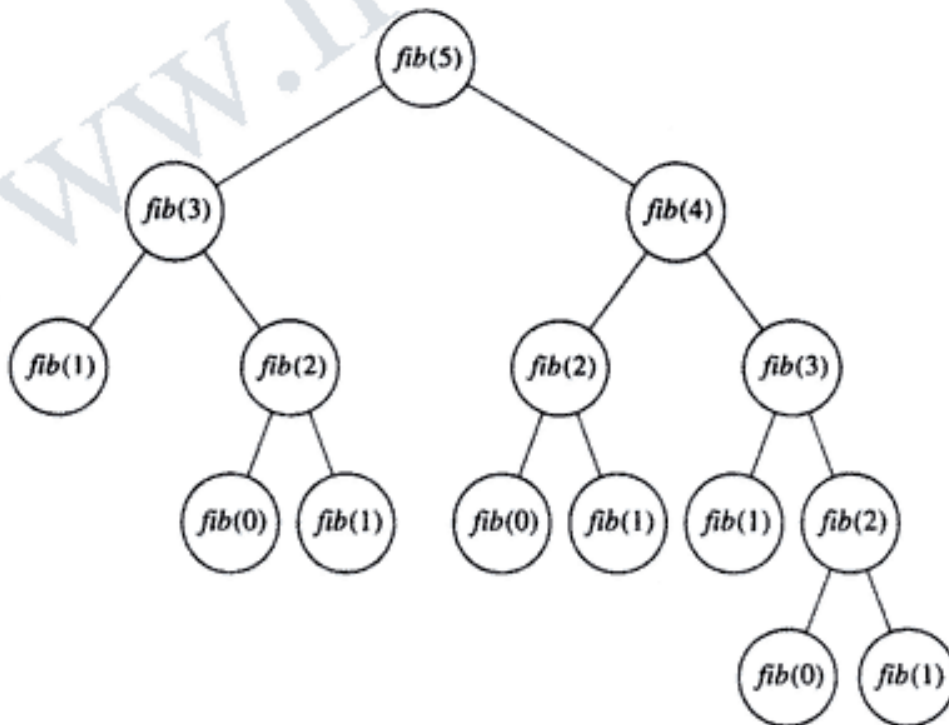 ww.
fib(5)
fib(3) fib(4)
fib(1) fib(2) fib(2) fib(3)
fib(0) fib(1) fib(0) fib(1) fib(1) fib(2)
fib(0) fib(1)